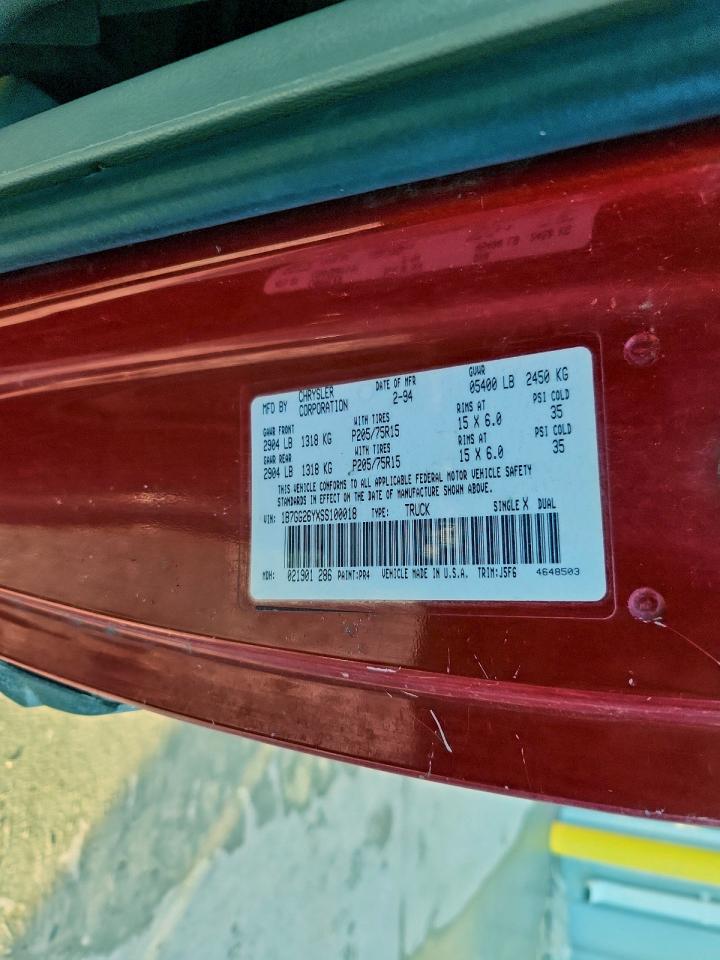 MFD BY CHRYSLER CORPORATION DATE OF MFR 2-94 GVWR 05400 LB 2450 KG
GAWR FRONT WITH TIRES RIMS AT PSI COLD
2904 LB 1318 KG P205/75R15 15 X 6.0 35
GAWR REAR WITH TIRES RIMS AT PSI COLD
2904 LB 1318 KG P205/75R15 15 X 6.0 35
THIS VEHICLE CONFORMS TO ALL APPLICABLE FEDERAL MOTOR VEHICLE SAFETY
STANDARDS IN EFFECT ON THE DATE OF MANUFACTURE SHOWN ABOVE.
VIN: 1B7GG26YXSS100018 TYPE: TRUCK SINGLE X DUAL
MDH: 021901 286 PAINT:PR4 VEHICLE MADE IN U.S.A. TRIM:J5F6 4648503